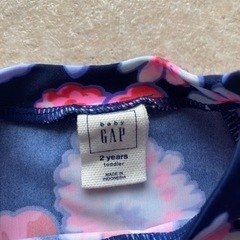 baby
GAP
2 years
toddler
MADE IN
INDONESIA